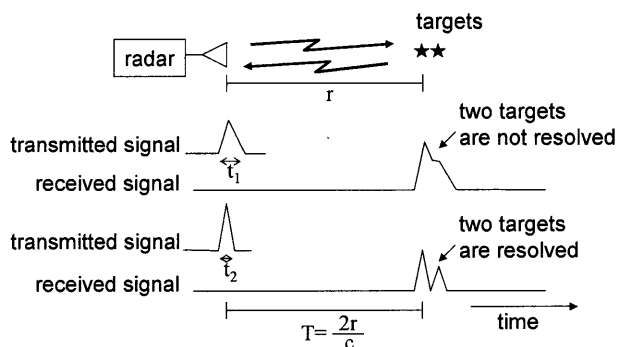 targets
radar
r
two targets
are not resolved
transmitted signal
t₁
received signal
transmitted signal
two targets
are resolved
t₂
received signal
T= 2r/c
time